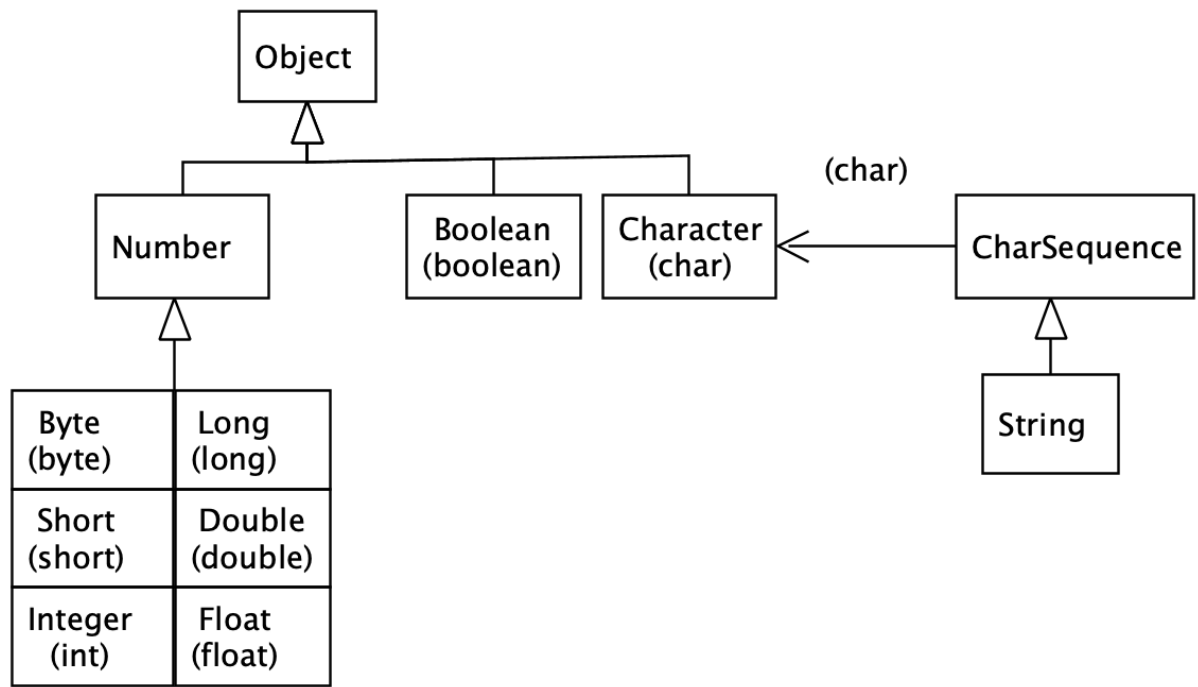 Object
(char)
Number
Boolean
(boolean)
Character
(char)
CharSequence
Byte
(byte)
Long
(long)
String
Short
(short)
Double
(double)
Integer
(int)
Float
(float)